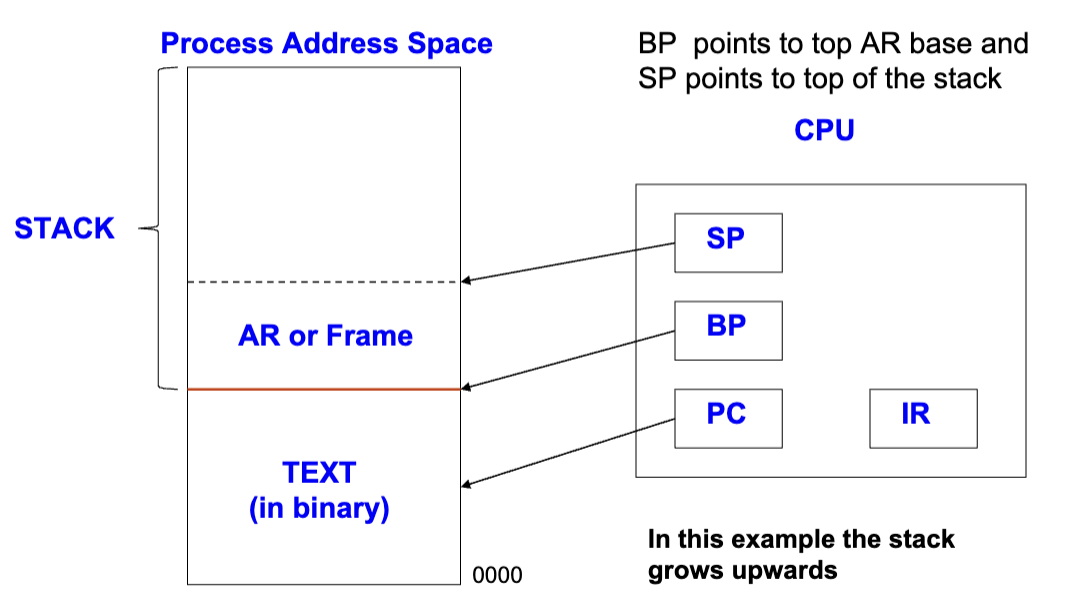 Process Address Space
BP points to top AR base and
SP points to top of the stack
CPU
STACK
SP
AR or Frame
BP
PC
IR
TEXT
(in binary)
0000
In this example the stack
grows upwards